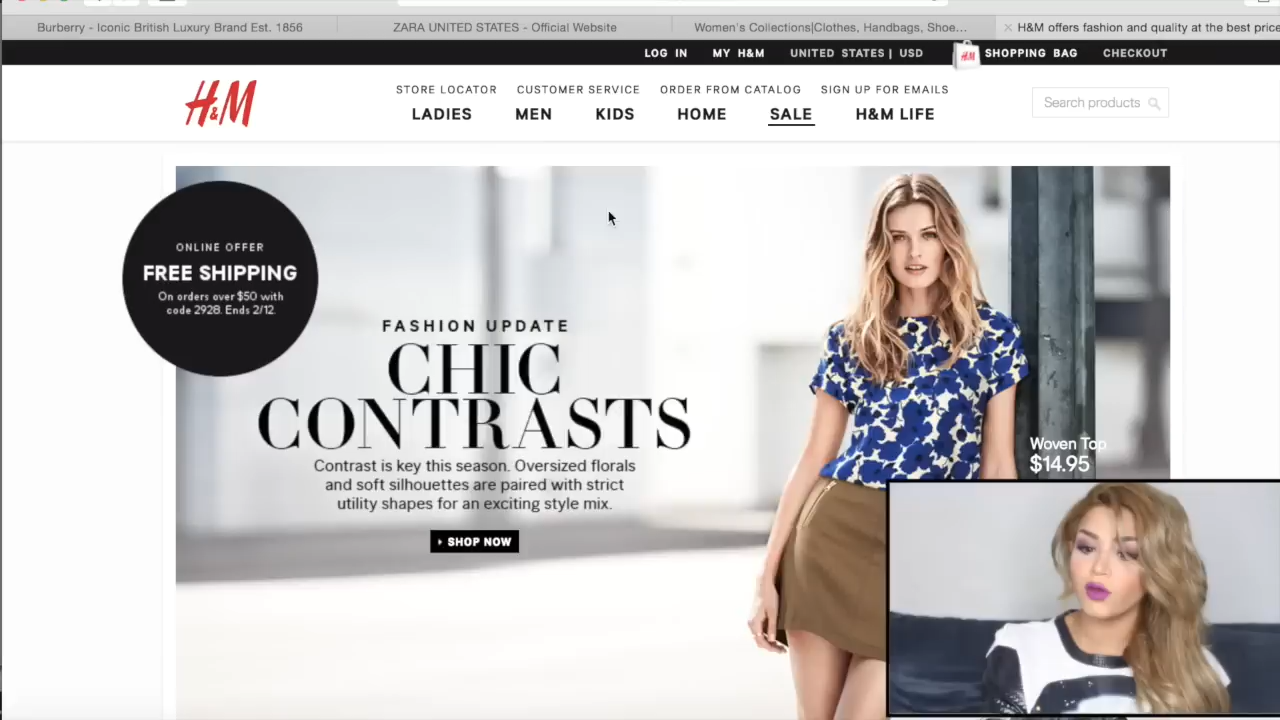 Burberry - Iconic British Luxury Brand Est. 1856
ZARA UNITED STATES - Official Website
Women's Collections|Clothes, Handbags, Shoe...
H&M offers fashion and quality at the best price
LOG IN
MY H&M
UNITED STATES | USD
H&M
SHOPPING BAG
CHECKOUT
H&M
STORE LOCATOR
CUSTOMER SERVICE
ORDER FROM CATALOG
SIGN UP FOR EMAILS
LADIES
MEN
KIDS
HOME
SALE
H&M LIFE
Search products
ONLINE OFFER
FREE SHIPPING
On orders over $50 with
code 2928. Ends 2/12.
FASHION UPDATE
CHIC
CONTRASTS
Contrast is key this season. Oversized florals
and soft silhouettes are paired with strict
utility shapes for an exciting style mix.
SHOP NOW
Woven Top
$14.95